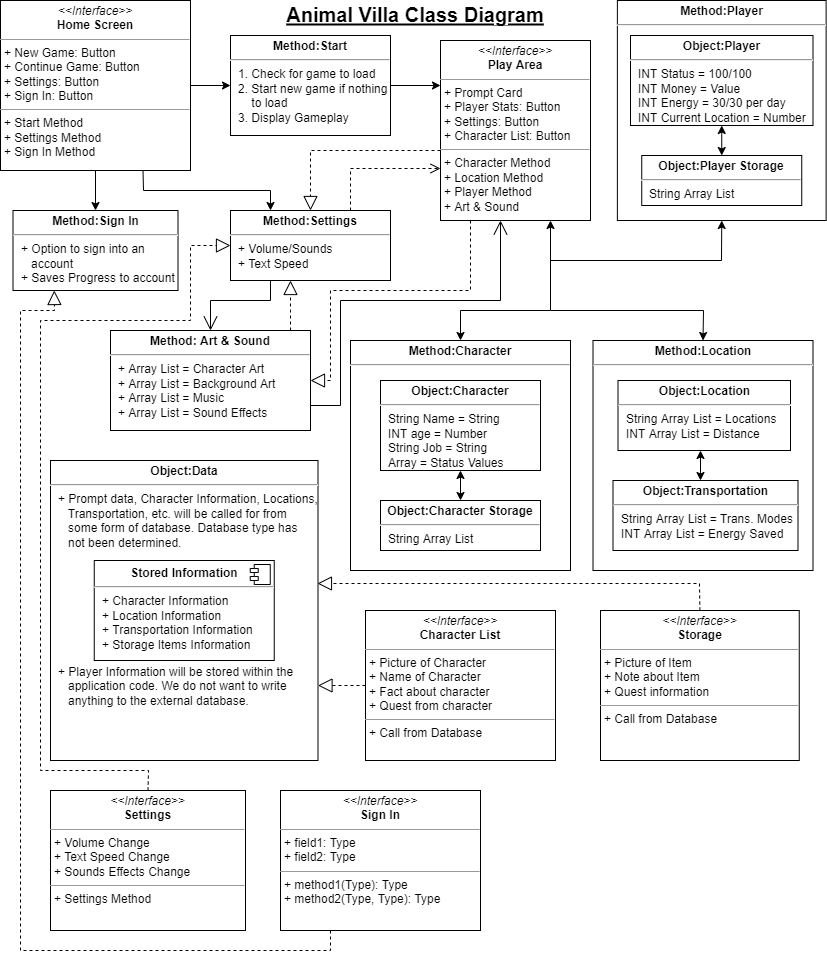 Animal Villa Class Diagram
<<Interface>>
Home Screen
+ New Game: Button
+ Continue Game: Button
+ Settings: Button
+ Sign In: Button
+ Start Method
+ Settings Method
+ Sign In Method
Method:Start
1. Check for game to load
2. Start new game if nothing
to load
3. Display Gameplay
<<Interface>>
Play Area
+ Prompt Card
+ Player Stats: Button
+ Settings: Button
+ Character List: Button
+ Character Method
+ Location Method
+ Player Method
+ Art & Sound
Method:Player
Object:Player
INT Status = 100/100
INT Money = Value
INT Energy = 30/30 per day
INT Current Location = Number
Object:Player Storage
String Array List
Method:Sign In
+ Option to sign into an
account
+ Saves Progress to account
Method:Settings
+ Volume/Sounds
+ Text Speed
Method: Art & Sound
+ Array List = Character Art
+ Array List = Background Art
+ Array List = Music
+ Array List = Sound Effects
Method:Character
Object:Character
String Name = String
INT age = Number
String Job = String
Array = Status Values
Object:Character Storage
String Array List
Method:Location
Object:Location
String Array List = Locations
INT Array List = Distance
Object:Transportation
String Array List = Trans. Modes
INT Array List = Energy Saved
Object:Data
+ Prompt data, Character Information, Locations,
Transportation, etc. will be called for from
some form of database. Database type has
not been determined.
Stored Information
+ Character Information
+ Location Information
+ Transportation Information
+ Storage Items Information
+ Player Information will be stored within the
application code. We do not want to write
anything to the external database.
<<Interface>>
Character List
+ Picture of Character
+ Name of Character
+ Fact about character
+ Quest from character
+ Call from Database
<<Interface>>
Storage
+ Picture of Item
+ Note about Item
+ Quest information
+ Call from Database
<<Interface>>
Settings
+ Volume Change
+ Text Speed Change
+ Sounds Effects Change
+ Settings Method
<<Interface>>
Sign In
+ field1: Type
+ field2: Type
+ method1(Type): Type
+ method2(Type, Type): Type